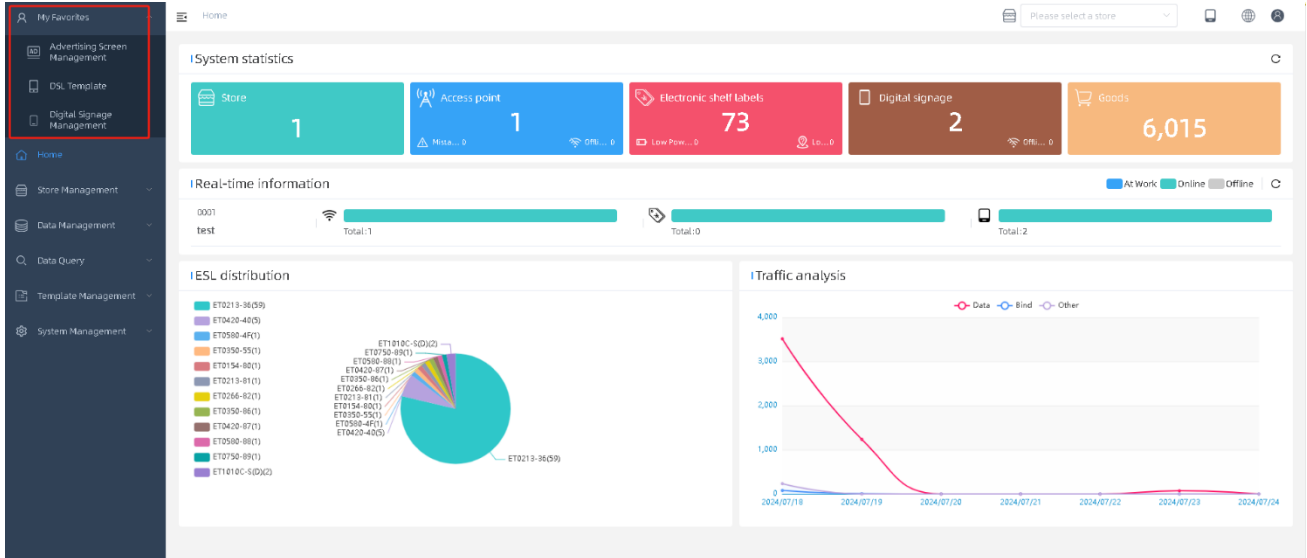 My Favorites
Advertising Screen
Management
DSL Template
Digital Signage
Management
Home
Store Management
Data Management
Data Query
Template Management
System Management
Home
Please select a store
System statistics
Store
1
Access point
1
Mista... 0
Offli... 0
Electronic shelf labels
73
Low Pow... 0
Lo... 0
Digital signage
2
Offli... 0
Goods
6,015
Real-time information
At Work Online Offline
0001
test
Total:1
Total:0
Total:2
ESL distribution
ET0213-36(59)
ET0420-40(5)
ET0580-4F(1)
ET0350-55(1)
ET0154-80(1)
ET0213-81(1)
ET0266-82(1)
ET0350-86(1)
ET0420-87(1)
ET0580-88(1)
ET0750-89(1)
ET1010C-S(D)(2)
ET1010C-S(D)(2)
ET0750-89(1)
ET0580-88(1)
ET0420-87(1)
ET0350-86(1)
ET0266-82(1)
ET0213-81(1)
ET0154-80(1)
ET0350-55(1)
ET0580-4F(1)
ET0420-40(5)
ET0213-36(59)
Traffic analysis
Data Bind Other
4,000
3,000
2,000
1,000
0
2024/07/18 2024/07/19 2024/07/20 2024/07/21 2024/07/22 2024/07/23 2024/07/24